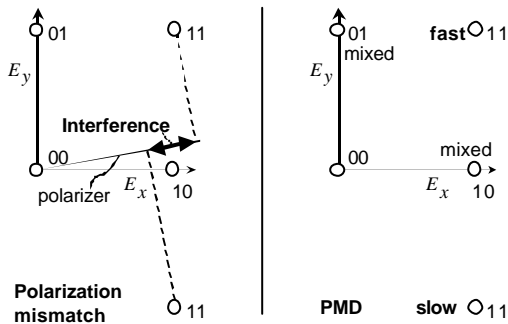 01
11
E_y
Interference
00
polarizer
E_x
10
Polarization
mismatch
11
01
mixed
fast
11
E_y
00
mixed
E_x
10
PMD
slow
11